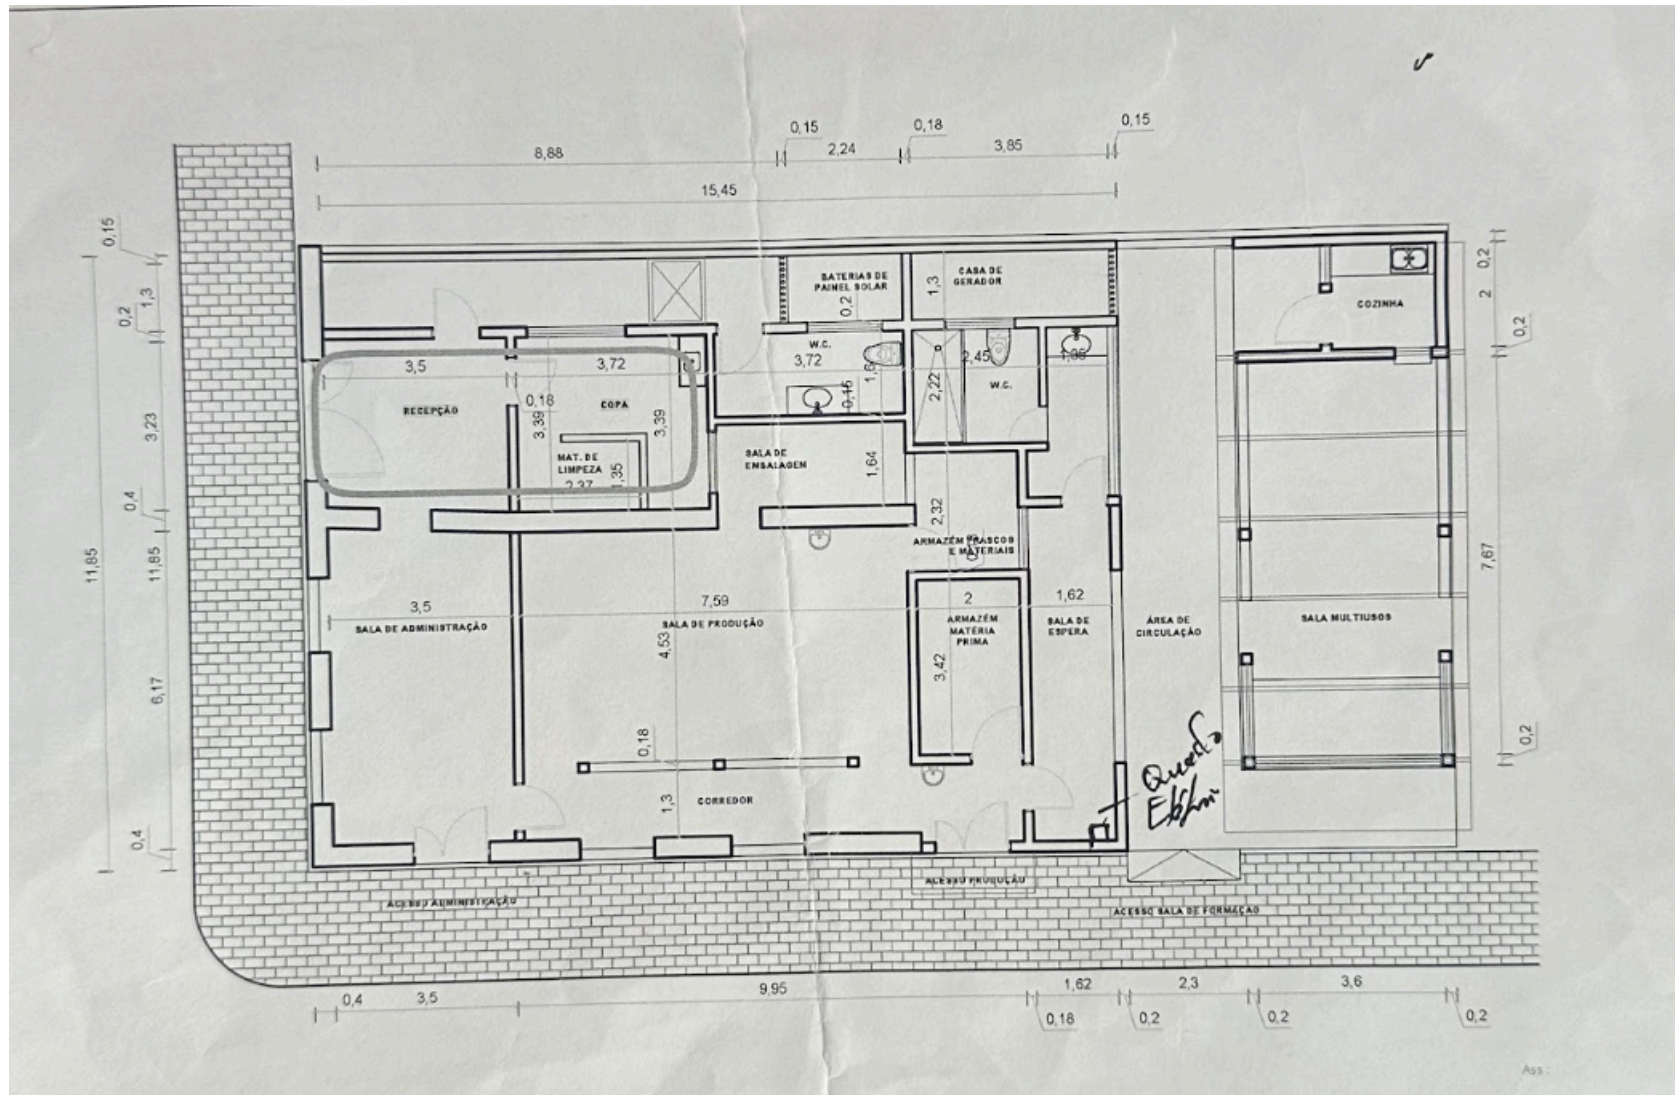 0,15
0,18
0,15
8,88
2,24
3,85
15,45
0,15
1,3
0,2
3,23
0,4
11,85
11,85
6,17
0,4
BATERIAS DE
PAINEL SOLAR
0,2
1,3
CASA DE
GERADOR
COZINHA
0,2
2
0,2
3,5
3,72
W.C.
3,72
2,45
W.C.
2,22
0,15
RECEPÇÃO
0,18
COPA
3,39
3,39
MAT. DE
LIMPEZA
2,37
1,35
SALA DE
EMBALAGEM
1,64
2,32
ARMAZÉM FRASCOS
E MATERIAIS
7,67
3,5
7,59
2
1,62
SALA DE ADMINISTRAÇÃO
SALA DE PRODUÇÃO
4,53
ARMAZÉM
MATÉRIA
PRIMA
3,42
SALA DE
ESPERA
ÁREA DE
CIRCULAÇÃO
SALA MULTIUSOS
0,18
1,3
CORREDOR
0,2
ACESSO ADMINISTRAÇÃO
ACESSO PRODUÇÃO
ACESSO SALA DE FORMAÇÃO
0,4
3,5
9,95
1,62
2,3
3,6
0,18
0,2
0,2
0,2
Ass: